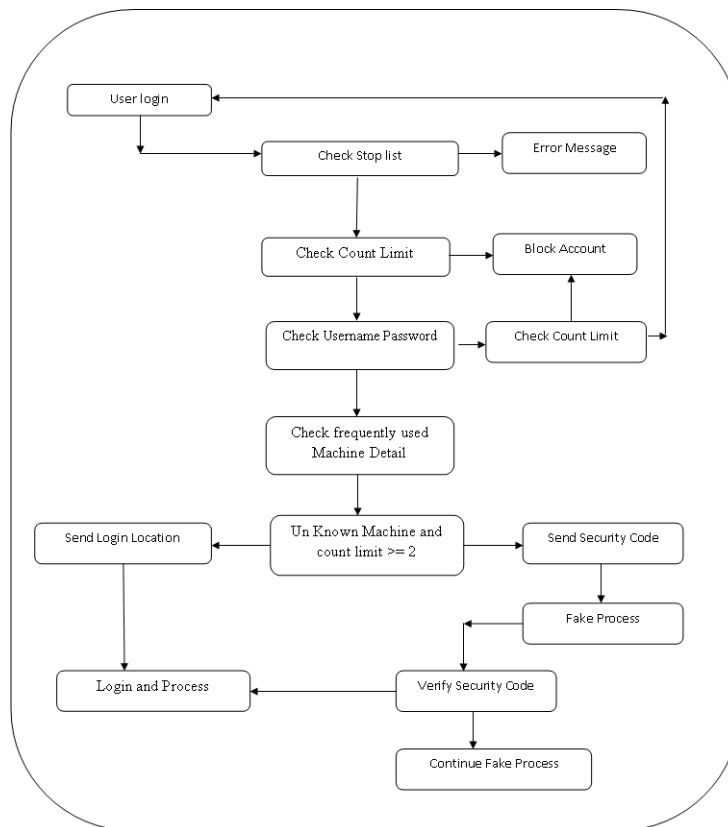 User login
Check Stop list
Error Message
Check Count Limit
Block Account
Check Username Password
Check Count Limit
Check frequently used
Machine Detail
Send Login Location
Un Known Machine and
count limit >= 2
Send Security Code
Fake Process
Login and Process
Verify Security Code
Continue Fake Process